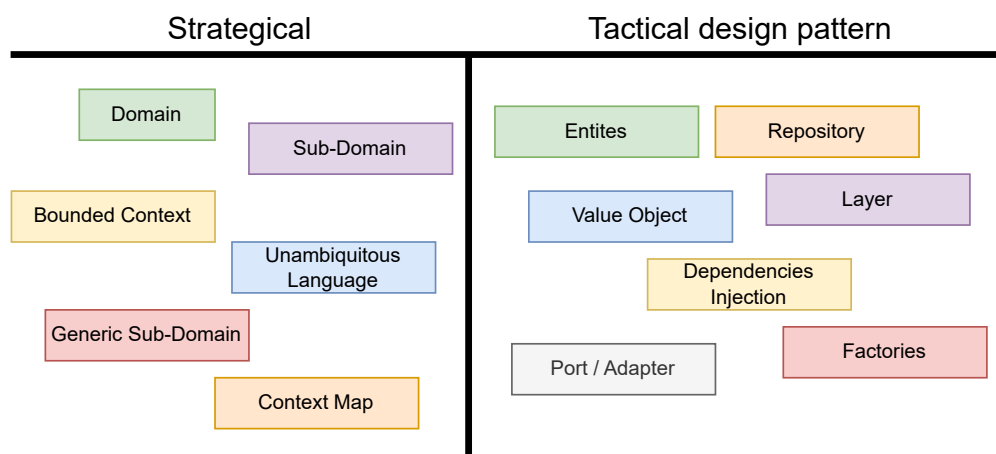 Strategical
Tactical design pattern
Domain
Sub-Domain
Bounded Context
Unambiquitous
Language
Generic Sub-Domain
Context Map
Entites
Repository
Value Object
Layer
Dependencies
Injection
Port / Adapter
Factories